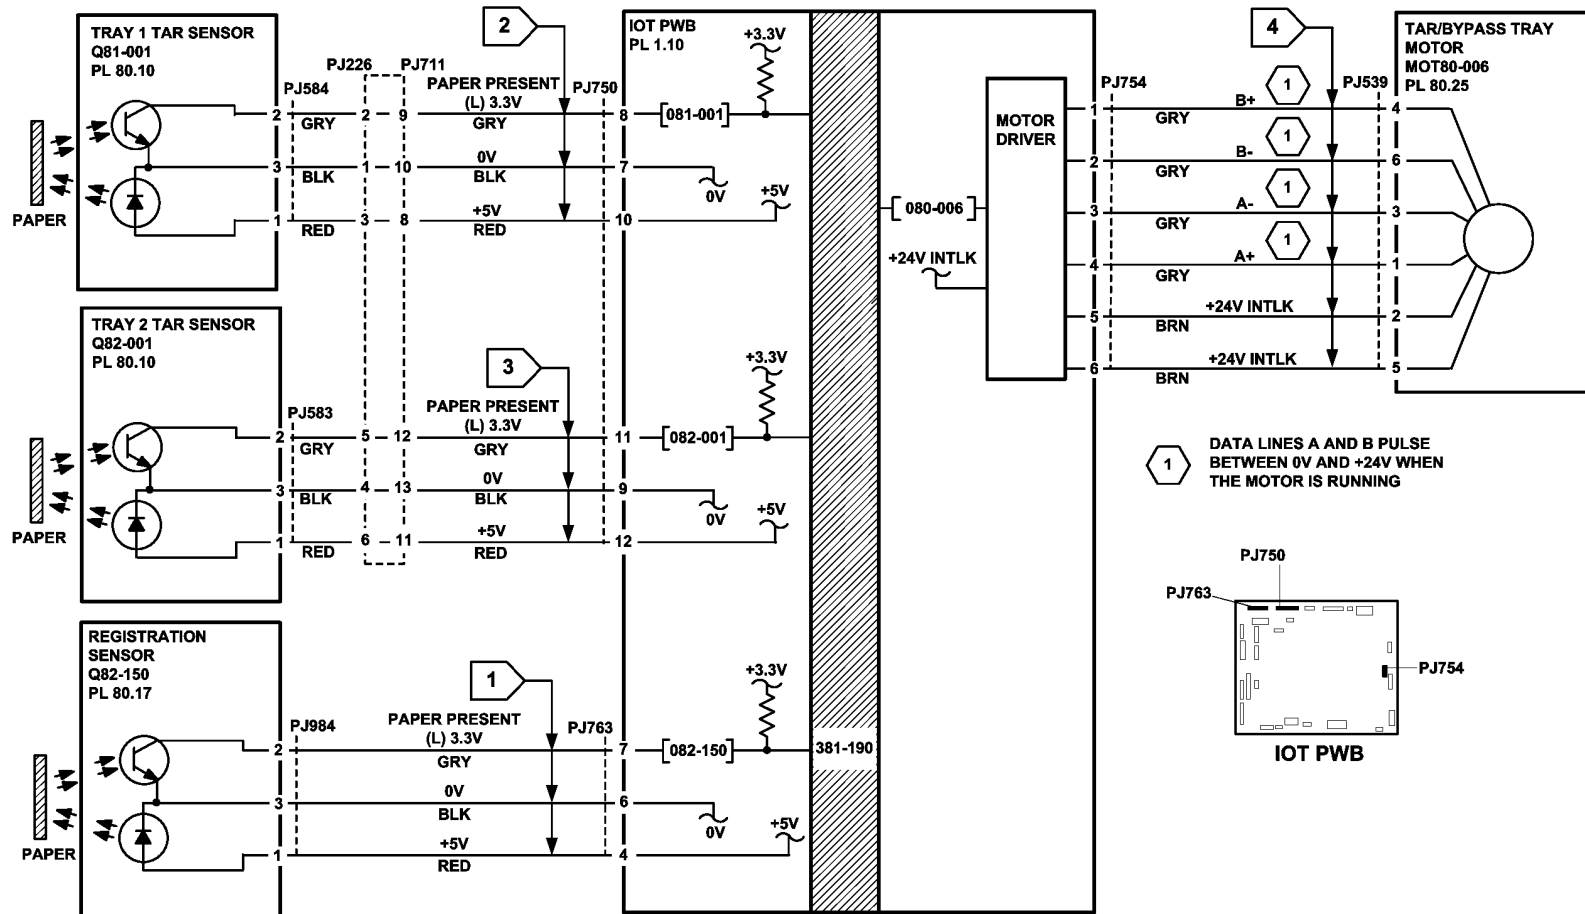 TRAY 1 TAR SENSOR
Q81-001
PL 80.10
PAPER
2
3
1
PJ584
GRY
BLK
RED
PJ226
2
1
3
PJ711
9
10
8
PAPER PRESENT
(L) 3.3V
GRY
0V
BLK
+5V
RED
2
PJ750
8
7
10
IOT PWB
PL 1.10
+3.3V
[081-001]
0V
+5V
TRAY 2 TAR SENSOR
Q82-001
PL 80.10
PAPER
2
3
1
PJ583
GRY
BLK
RED
5
4
6
12
13
11
3
PAPER PRESENT
(L) 3.3V
GRY
0V
BLK
+5V
RED
11
9
12
+3.3V
[082-001]
0V
+5V
REGISTRATION
SENSOR
Q82-150
PL 80.17
PAPER
2
3
1
PJ984
1
PAPER PRESENT
(L) 3.3V
GRY
0V
BLK
+5V
RED
PJ763
7
6
4
+3.3V
[082-150]
0V
+5V
381-190
[080-006]
+24V INTLK
MOTOR
DRIVER
PJ754
1
2
3
4
5
6
4
B+
1
GRY
B-
1
GRY
A-
1
GRY
A+
1
GRY
+24V INTLK
BRN
+24V INTLK
BRN
PJ539
4
6
3
1
2
5
TAR/BYPASS TRAY
MOTOR
MOT80-006
PL 80.25
1
DATA LINES A AND B PULSE
BETWEEN 0V AND +24V WHEN
THE MOTOR IS RUNNING
PJ750
PJ763
PJ754
IOT PWB